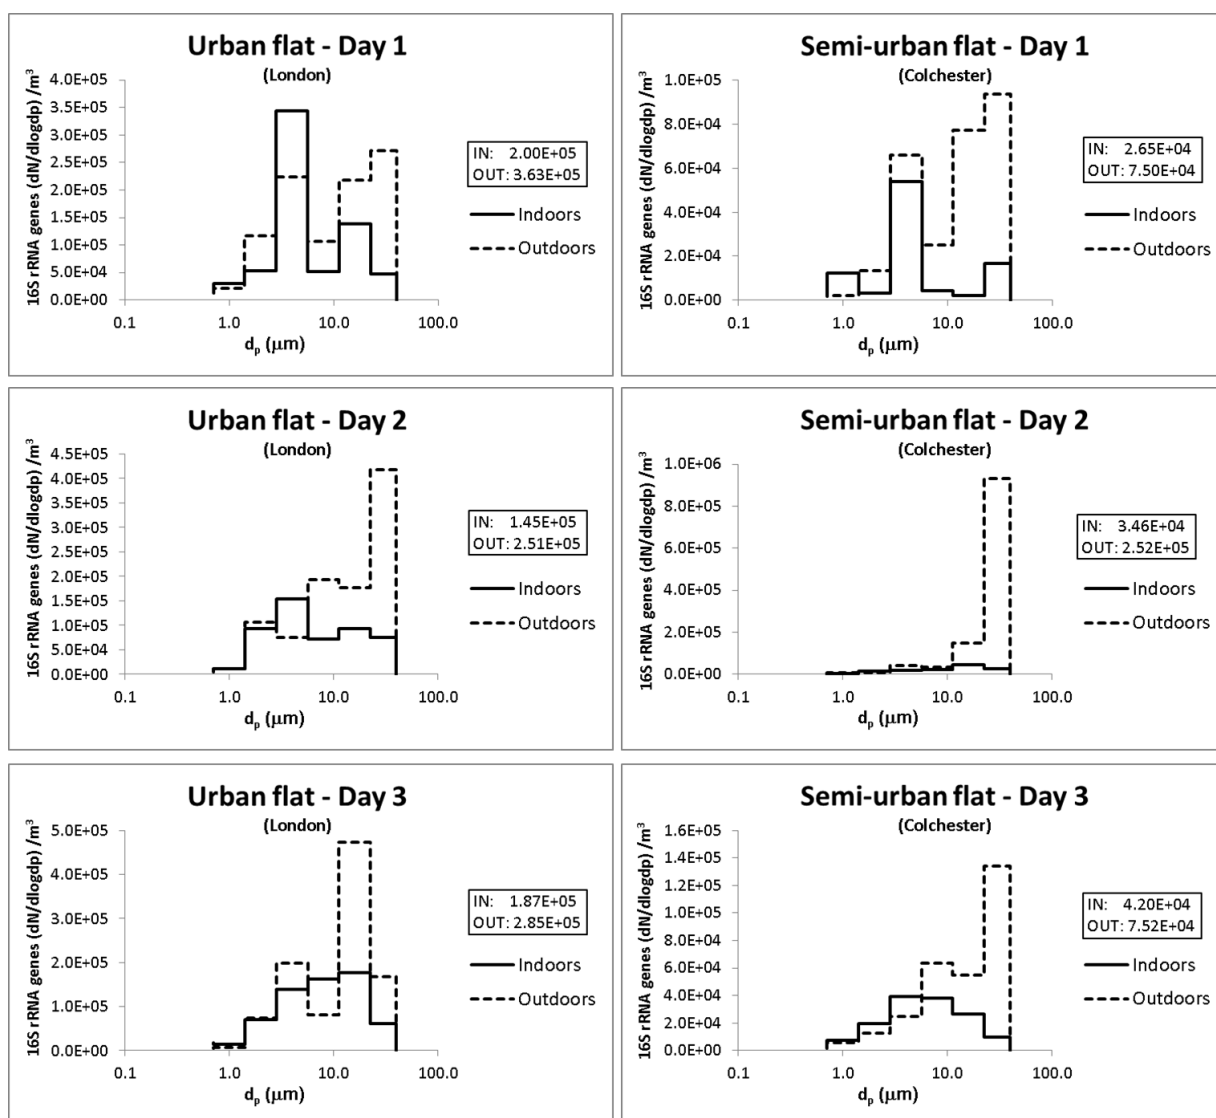 Urban flat - Day 1
(London)
16S rRNA genes (dN/dlogdp) /m³
4.0E+05
3.5E+05
3.0E+05
2.5E+05
2.0E+05
1.5E+05
1.0E+05
5.0E+04
0.0E+00
0.1 1.0 10.0 100.0
dₚ (μm)
IN: 2.00E+05
OUT: 3.63E+05
Indoors
Outdoors
Semi-urban flat - Day 1
(Colchester)
16S rRNA genes (dN/dlogdp) /m³
1.0E+05
8.0E+04
6.0E+04
4.0E+04
2.0E+04
0.0E+00
0.1 1.0 10.0 100.0
dₚ (μm)
IN: 2.65E+04
OUT: 7.50E+04
Indoors
Outdoors
Urban flat - Day 2
(London)
16S rRNA genes (dN/dlogdp) /m³
4.5E+05
4.0E+05
3.5E+05
3.0E+05
2.5E+05
2.0E+05
1.5E+05
1.0E+05
5.0E+04
0.0E+00
0.1 1.0 10.0 100.0
dₚ (μm)
IN: 1.45E+05
OUT: 2.51E+05
Indoors
Outdoors
Semi-urban flat - Day 2
(Colchester)
16S rRNA genes (dN/dlogdp) /m³
1.0E+06
8.0E+05
6.0E+05
4.0E+05
2.0E+05
0.0E+00
0.1 1.0 10.0 100.0
dₚ (μm)
IN: 3.46E+04
OUT: 2.52E+05
Indoors
Outdoors
Urban flat - Day 3
(London)
16S rRNA genes (dN/dlogdp) /m³
5.0E+05
4.0E+05
3.0E+05
2.0E+05
1.0E+05
0.0E+00
0.1 1.0 10.0 100.0
dₚ (μm)
IN: 1.87E+05
OUT: 2.85E+05
Indoors
Outdoors
Semi-urban flat - Day 3
(Colchester)
16S rRNA genes (dN/dlogdp) /m³
1.6E+05
1.4E+05
1.2E+05
1.0E+05
8.0E+04
6.0E+04
4.0E+04
2.0E+04
0.0E+00
0.1 1.0 10.0 100.0
dₚ (μm)
IN: 4.20E+04
OUT: 7.52E+04
Indoors
Outdoors